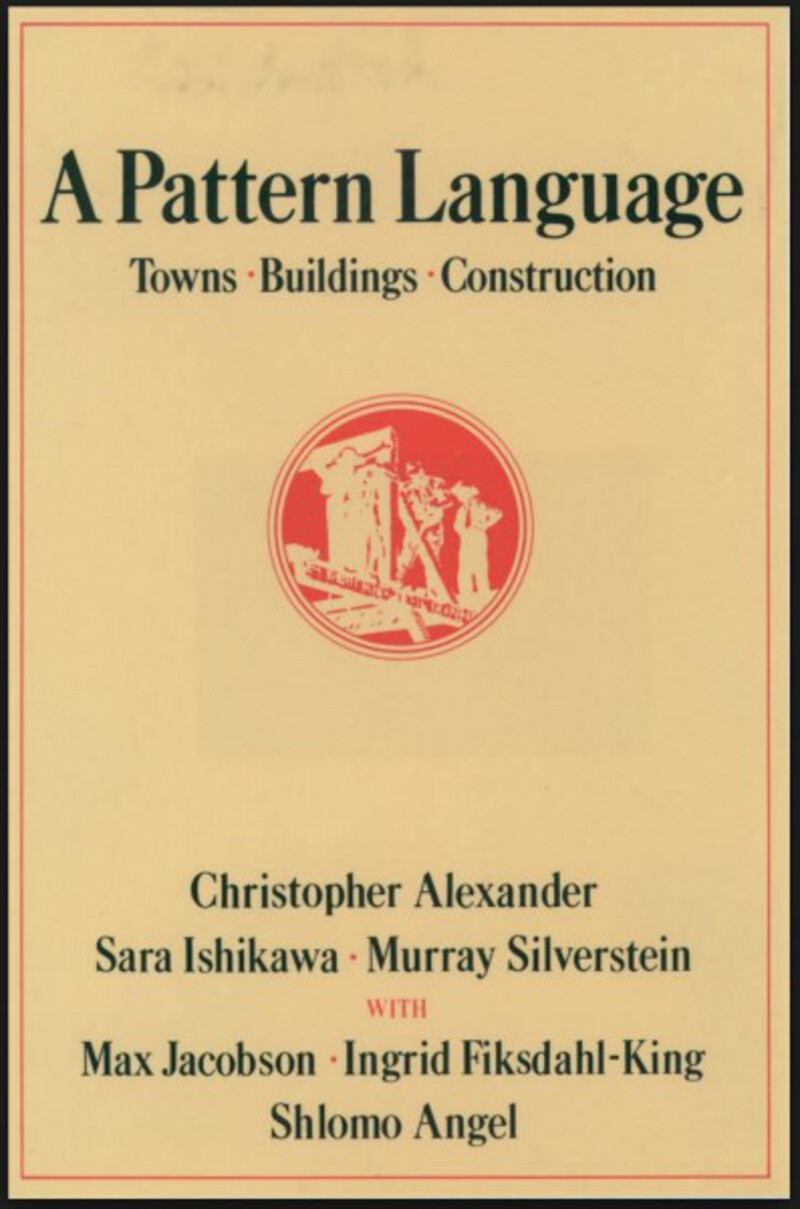 A Pattern Language
Towns · Buildings · Construction
Christopher Alexander
Sara Ishikawa · Murray Silverstein
WITH
Max Jacobson · Ingrid Fiksdahl-King
Shlomo Angel